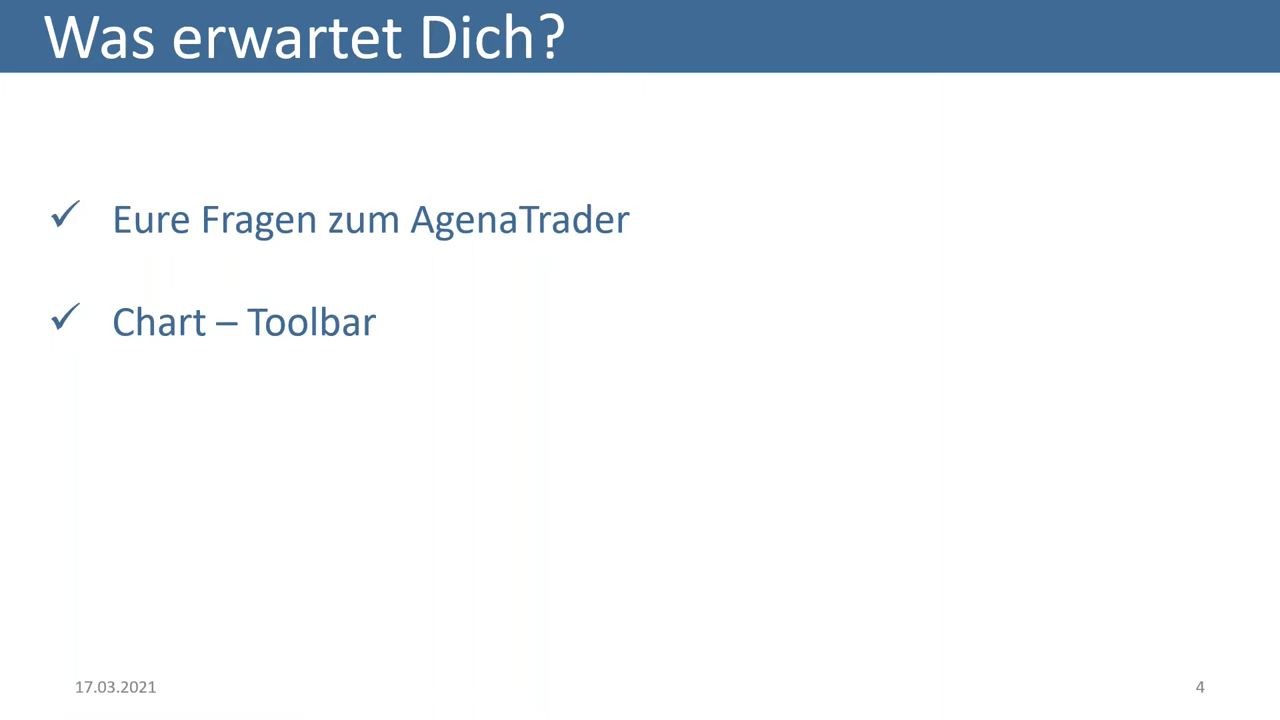 Was erwartet Dich?
✓ Eure Fragen zum AgenaTrader
✓ Chart – Toolbar
17.03.2021
4